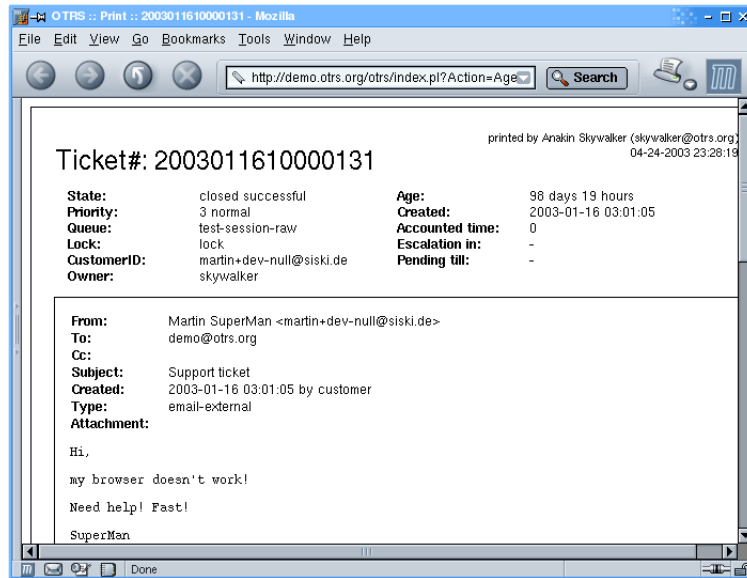 OTRS :: Print :: 2003011610000131 - Mozilla
File Edit View Go Bookmarks Tools Window Help
http://demo.otrs.org/otrs/index.pl?Action=Age Search
printed by Anakin Skywalker (skywalker@otrs.org)
04-24-2003 23:28:19
Ticket#: 2003011610000131
State: closed successful Age: 98 days 19 hours
Priority: 3 normal Created: 2003-01-16 03:01:05
Queue: test-session-raw Accounted time: 0
Lock: lock Escalation in: -
CustomerID: martin+dev-null@siski.de Pending till: -
Owner: skywalker
From: Martin SuperMan <martin+dev-null@siski.de>
To: demo@otrs.org
Cc:
Subject: Support ticket
Created: 2003-01-16 03:01:05 by customer
Type: email-external
Attachment:
Hi,
my browser doesn't work!
Need help! Fast!
SuperMan
Done